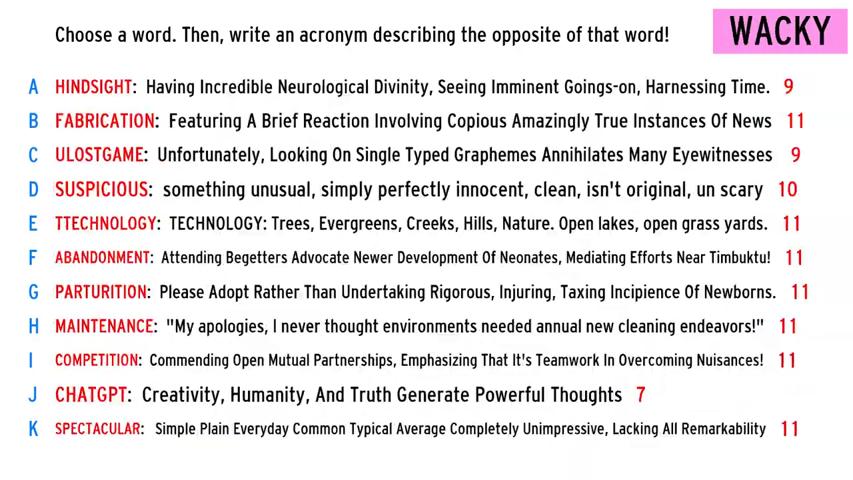 Choose a word. Then, write an acronym describing the opposite of that word!
WACKY
A HINDSIGHT: Having Incredible Neurological Divinity, Seeing Imminent Goings-on, Harnessing Time. 9
B FABRICATION: Featuring A Brief Reaction Involving Copious Amazingly True Instances Of News 11
C ULOSTGAME: Unfortunately, Looking On Single Typed Graphemes Annihilates Many Eyewitnesses 9
D SUSPICIOUS: something unusual, simply perfectly innocent, clean, isn't original, un scary 10
E TTECHNOLOGY: TECHNOLOGY: Trees, Evergreens, Creeks, Hills, Nature. Open lakes, open grass yards. 11
F ABANDONMENT: Attending Begetters Advocate Newer Development Of Neonates, Mediating Efforts Near Timbuktu! 11
G PARTURITION: Please Adopt Rather Than Undertaking Rigorous, Injuring, Taxing Incipience Of Newborns. 11
H MAINTENANCE: "My apologies, I never thought environments needed annual new cleaning endeavors!" 11
I COMPETITION: Commending Open Mutual Partnerships, Emphasizing That It's Teamwork In Overcoming Nuisances! 11
J CHATGPT: Creativity, Humanity, And Truth Generate Powerful Thoughts 7
K SPECTACULAR: Simple Plain Everyday Common Typical Average Completely Unimpressive, Lacking All Remarkability 11